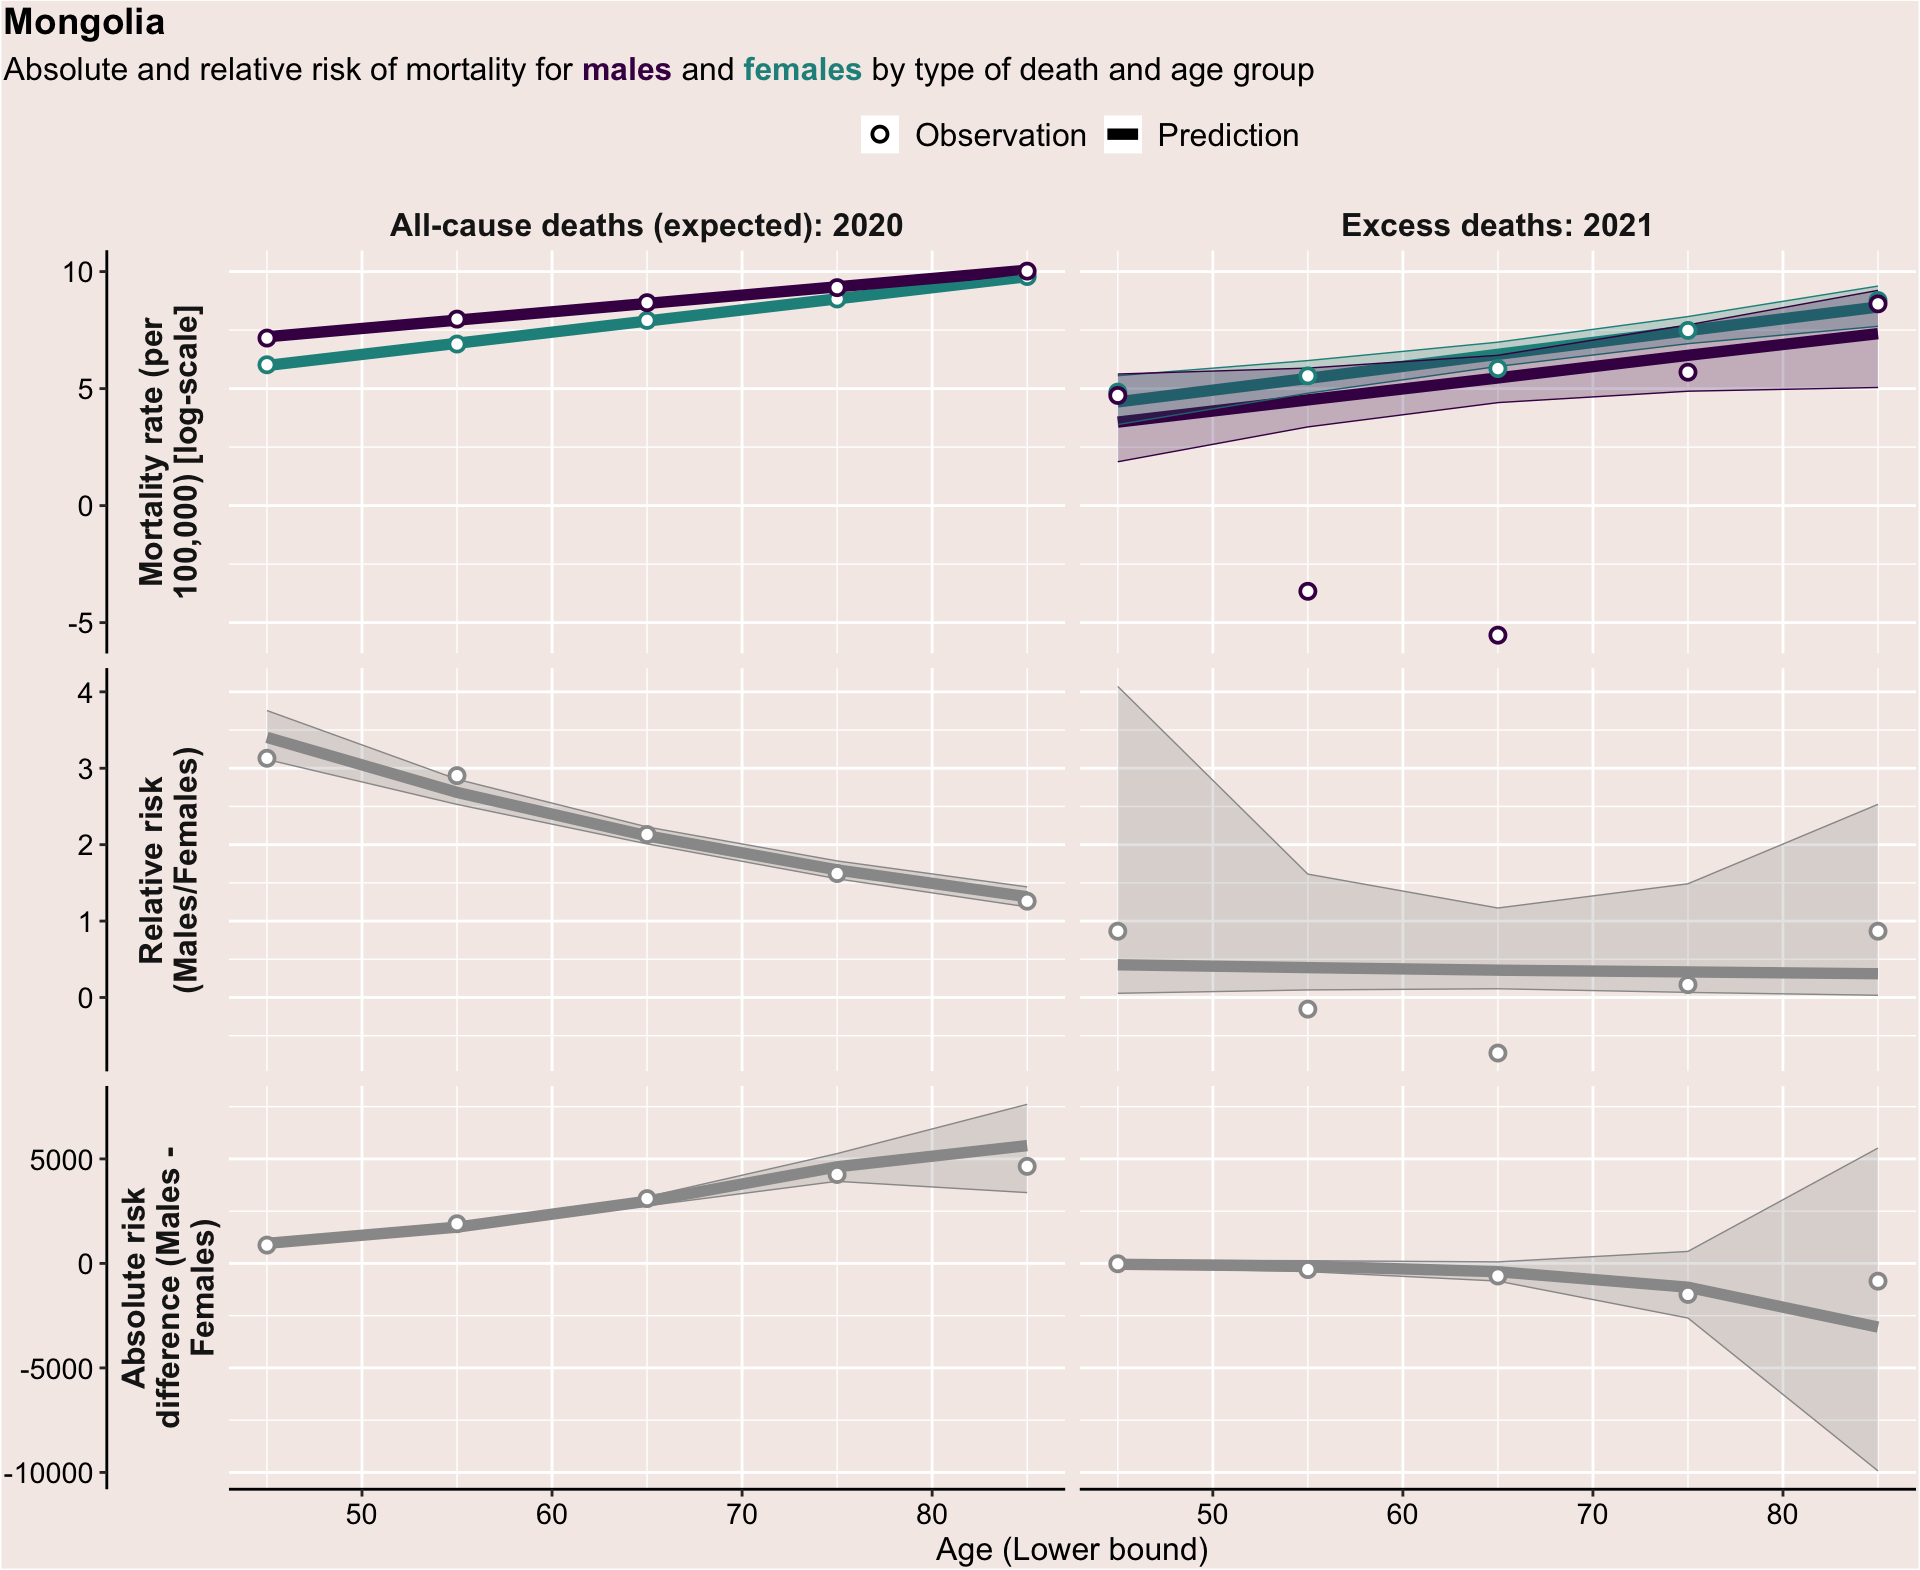 Mongolia
Absolute and relative risk of mortality for males and females by type of death and age group
Observation Prediction
All-cause deaths (expected): 2020
Excess deaths: 2021
Mortality rate (per
100,000) [log-scale]
10
5
0
-5
Relative risk
(Males/Females)
4
3
2
1
0
Absolute risk
difference (Males -
Females)
5000
0
-5000
-10000
50 60 70 80
50 60 70 80
Age (Lower bound)